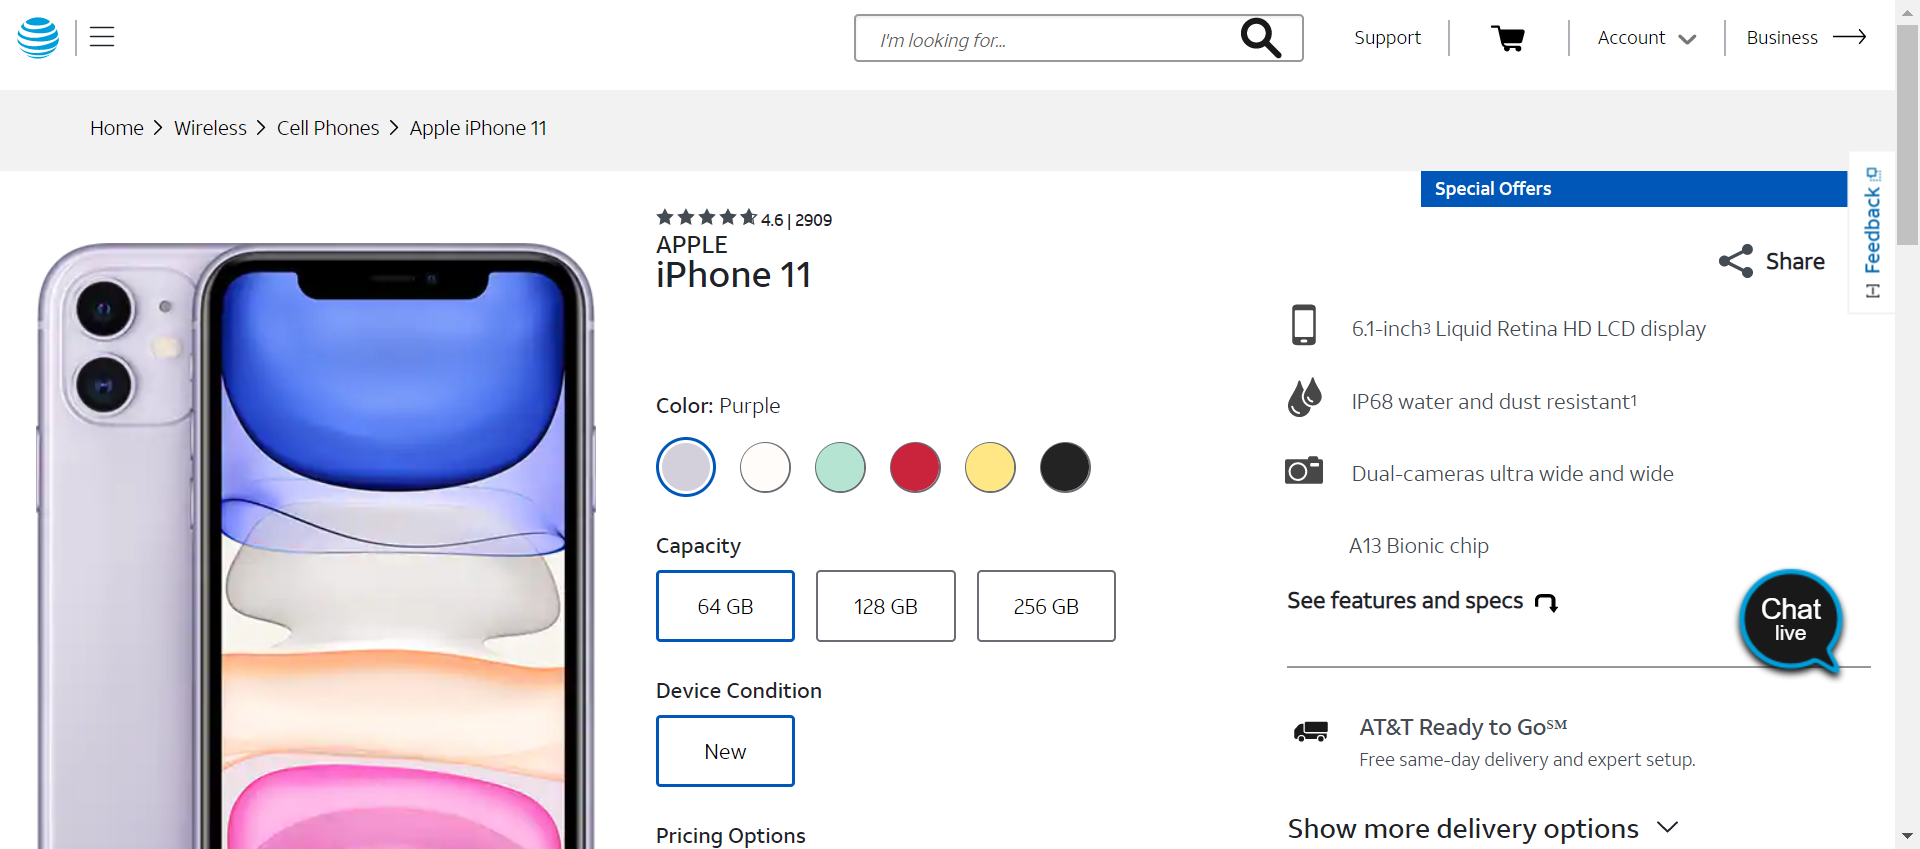 I'm looking for...
Support
Account
Business
Home
Wireless
Cell Phones
Apple iPhone 11
Special Offers
Feedback
4.6 | 2909
APPLE
iPhone 11
Share
6.1-inch3 Liquid Retina HD LCD display
IP68 water and dust resistant1
Color: Purple
Dual-cameras ultra wide and wide
Capacity
A13 Bionic chip
64 GB
128 GB
256 GB
See features and specs
Chat
live
Device Condition
New
AT&T Ready to Go℠
Free same-day delivery and expert setup.
Pricing Options
Show more delivery options